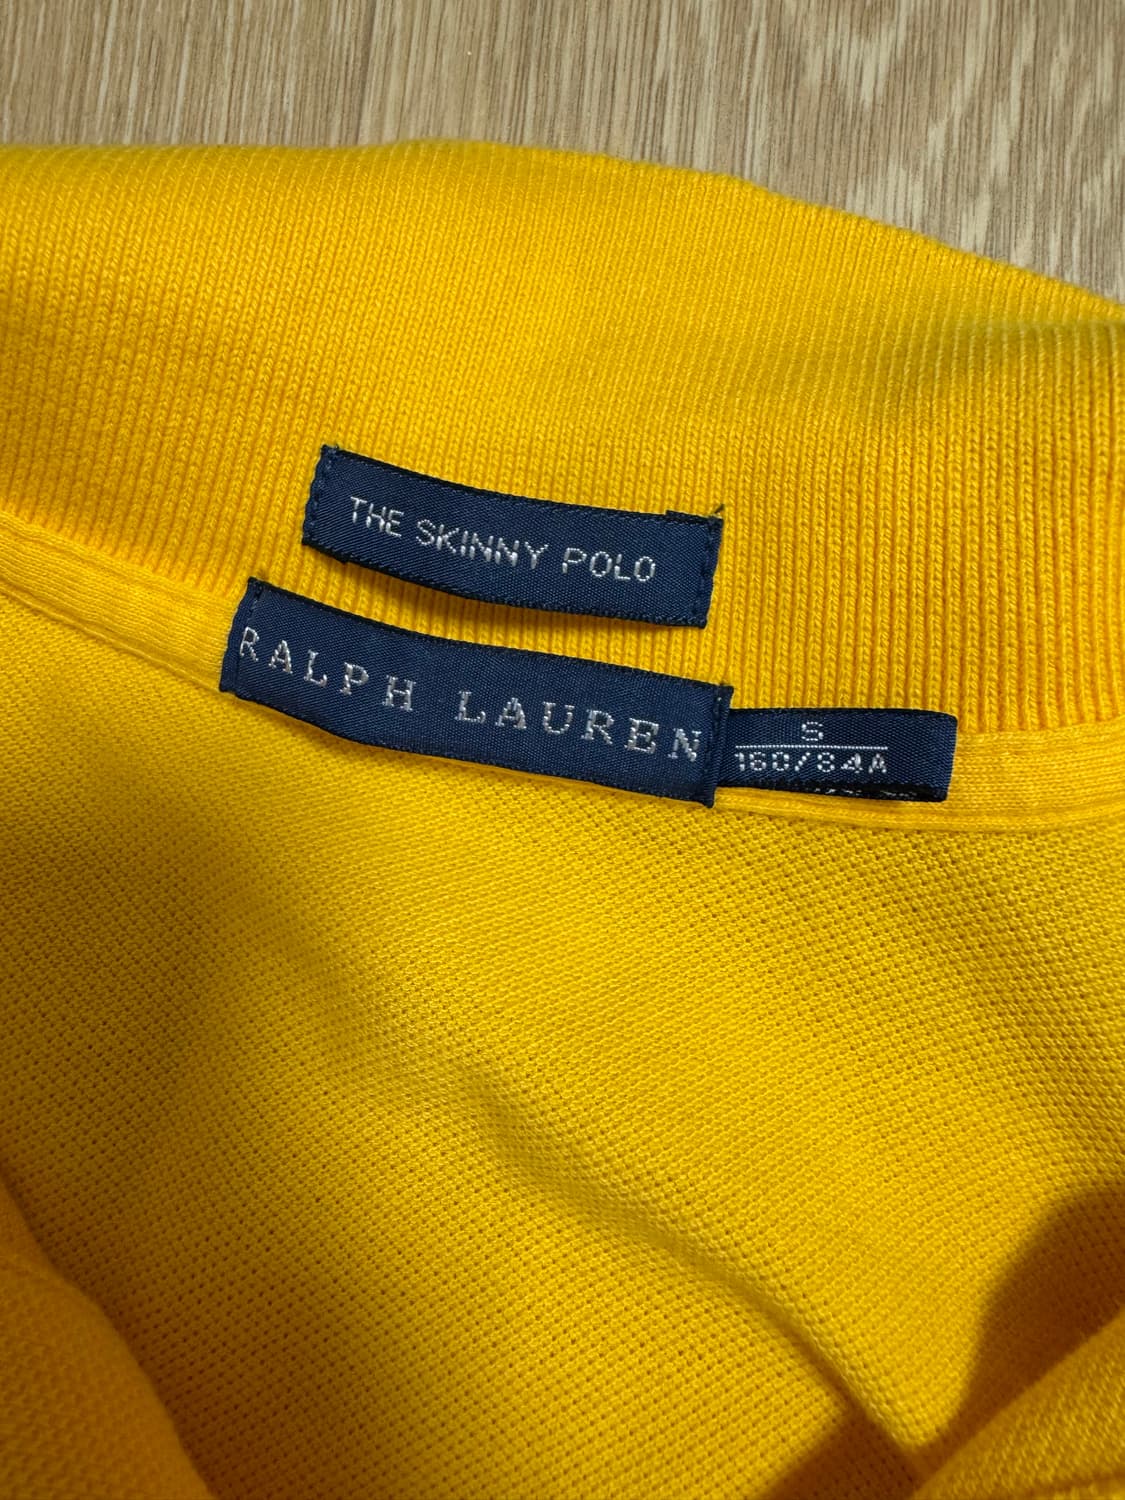 THE SKINNY POLO
RALPH LAUREN
S
160/84A